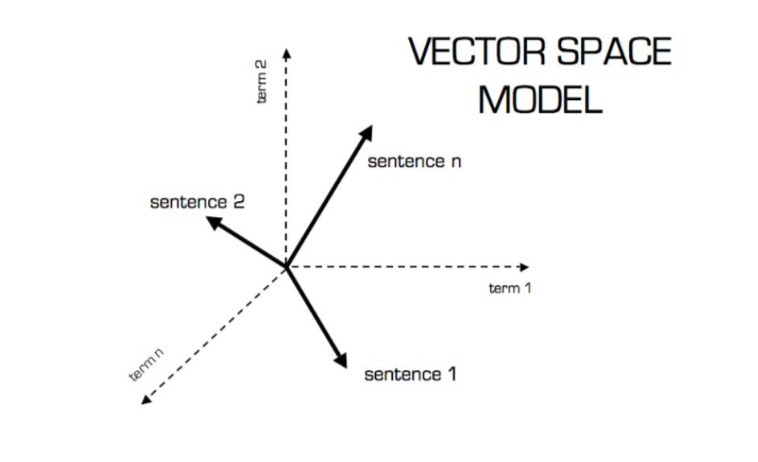 VECTOR SPACE
MODEL
term 2
sentence n
sentence 2
term 1
term n
sentence 1